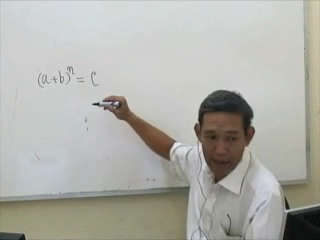 (a+b)ⁿ = C